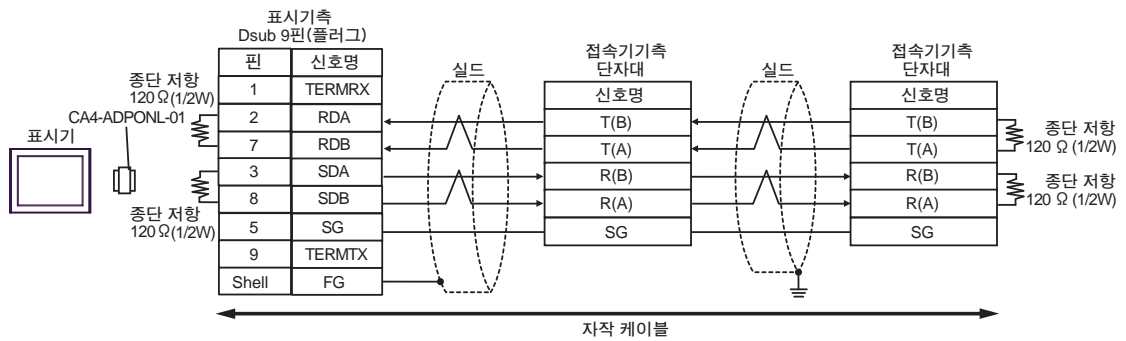 표시기측
Dsub 9핀(플러그)
핀 신호명
1 TERMRX
2 RDA
7 RDB
3 SDA
8 SDB
5 SG
9 TERMTX
Shell FG
종단 저항
120Ω(1/2W)
CA4-ADPONL-01
표시기
종단 저항
120Ω(1/2W)
실드
접속기기측
단자대
신호명
T(B)
T(A)
R(B)
R(A)
SG
실드
접속기기측
단자대
신호명
T(B)
T(A)
R(B)
R(A)
SG
종단 저항
120 Ω (1/2W)
종단 저항
120 Ω (1/2W)
자작 케이블